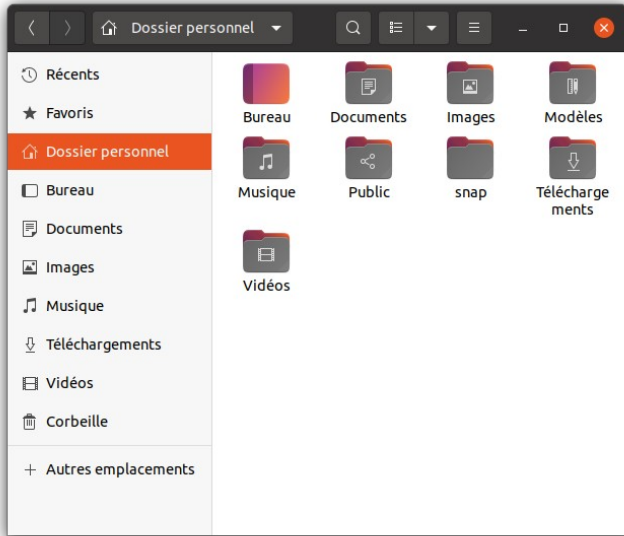 Dossier personnel
Récents
Favoris
Dossier personnel
Bureau
Documents
Images
Musique
Téléchargements
Vidéos
Corbeille
Autres emplacements
Bureau
Documents
Images
Modèles
Musique
Public
snap
Télécharge
ments
Vidéos